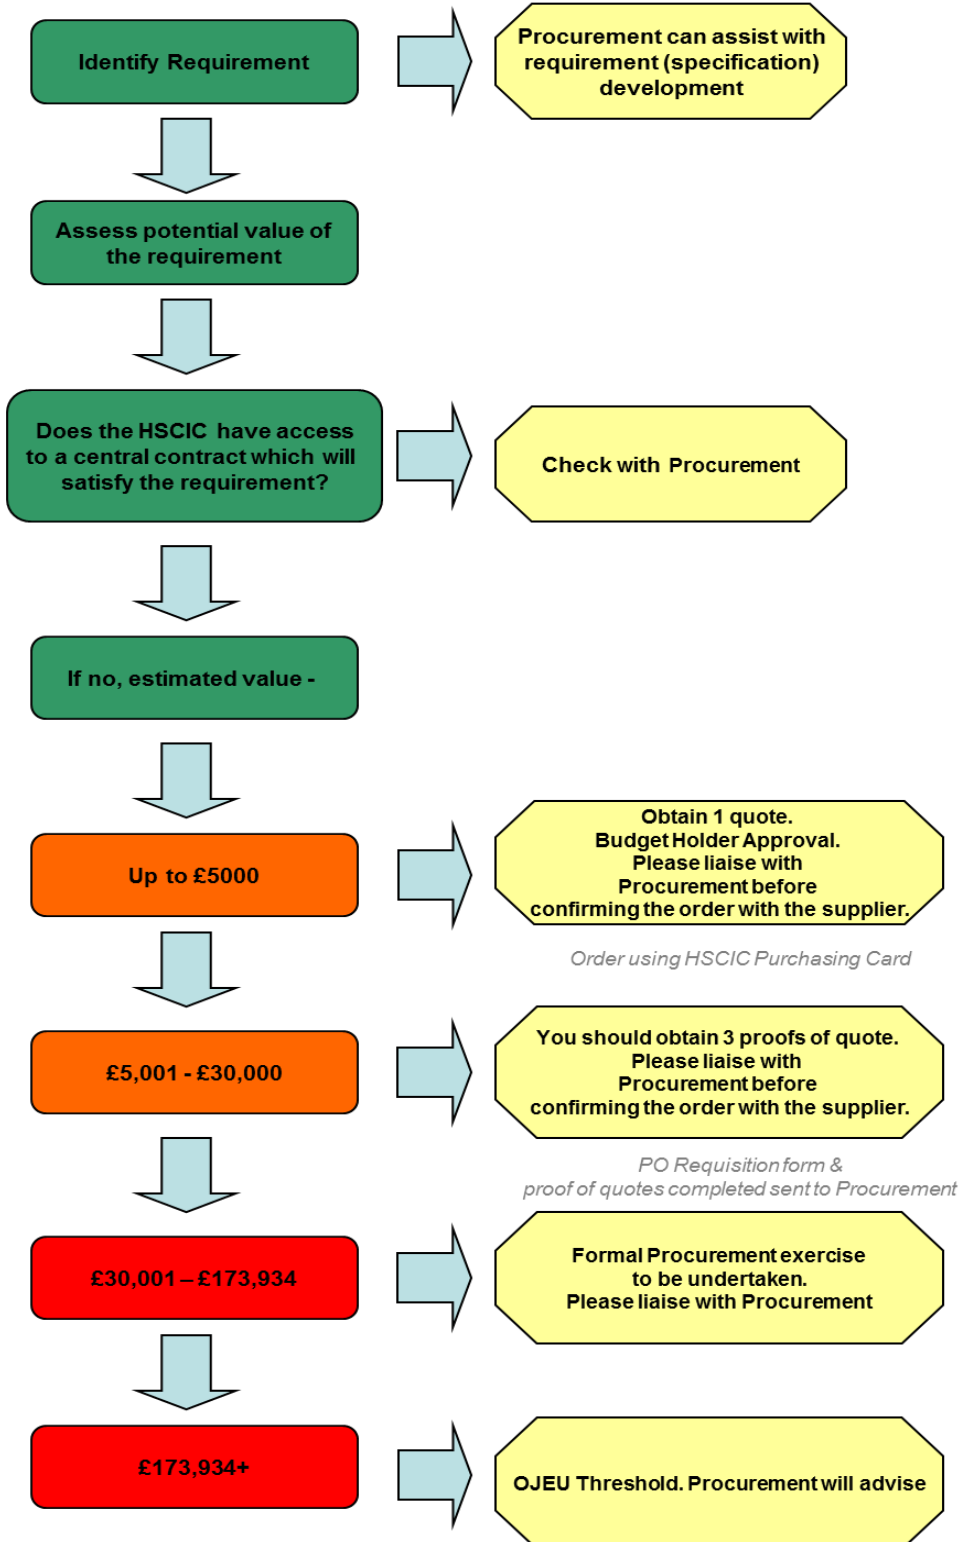 Identify Requirement
Procurement can assist with
requirement (specification)
development
Assess potential value of
the requirement
Does the HSCIC have access
to a central contract which will
satisfy the requirement?
Check with Procurement
If no, estimated value -
Up to £5000
Obtain 1 quote.
Budget Holder Approval.
Please liaise with
Procurement before
confirming the order with the supplier.
Order using HSCIC Purchasing Card
£5,001 - £30,000
You should obtain 3 proofs of quote.
Please liaise with
Procurement before
confirming the order with the supplier.
PO Requisition form &
proof of quotes completed sent to Procurement
£30,001 – £173,934
Formal Procurement exercise
to be undertaken.
Please liaise with Procurement
£173,934+
OJEU Threshold. Procurement will advise